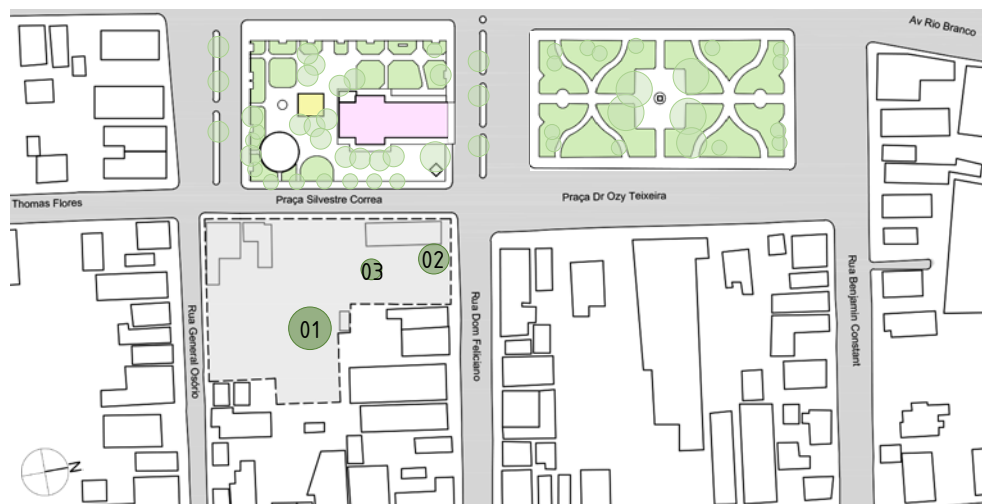 Av Rio Branco
Thomas Flores
Praça Silvestre Correa
Praça Dr Ozy Teixeira
02
03
01
Rua General Osório
Rua Dom Feliciano
Rua Benjamin Constant
N